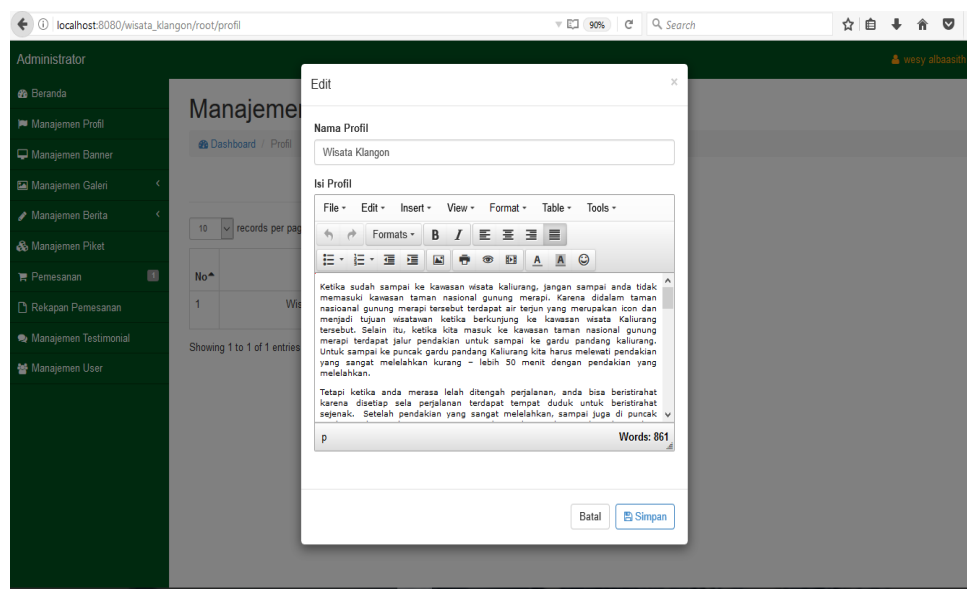 localhost:8080/wisata_klangon/root/profil
90%
Search
Administrator
wesy albaasith
Beranda
Manajemen Profil
Manajemen Banner
Manajemen Galeri
Manajemen Berita
Manajemen Piket
Pemesanan
Rekapan Pemesanan
Manajemen Testimonial
Manajemen User
Manajemen
Dashboard / Profil
10 records per pag
No
1 Wis
Showing 1 to 1 of 1 entries
Edit ×
Nama Profil
Wisata Klangon
Isi Profil
File Edit Insert View Format Table Tools
Formats B I
A A
Ketika sudah sampai ke kawasan wisata kaliurang, jangan sampai anda tidak
memasuki kawasan taman nasional gunung merapi. Karena didalam taman
nasioanal gunung merapi tersebut terdapat air terjun yang merupakan icon dan
menjadi tujuan wisatawan ketika berkunjung ke kawasan wisata Kaliurang
tersebut. Selain itu, ketika kita masuk ke kawasan taman nasional gunung
merapi terdapat jalur pendakian untuk sampai ke gardu pandang kaliurang.
Untuk sampai ke puncak gardu pandang Kaliurang kita harus melewati pendakian
yang sangat melelahkan kurang – lebih 50 menit dengan pendakian yang
melelahkan.
Tetapi ketika anda merasa lelah ditengah perjalanan, anda bisa beristirahat
karena disetiap sela perjalanan terdapat tempat duduk untuk beristirahat
sejenak. Setelah pendakian yang sangat melelahkan, sampai juga di puncak
p Words: 861
Batal Simpan